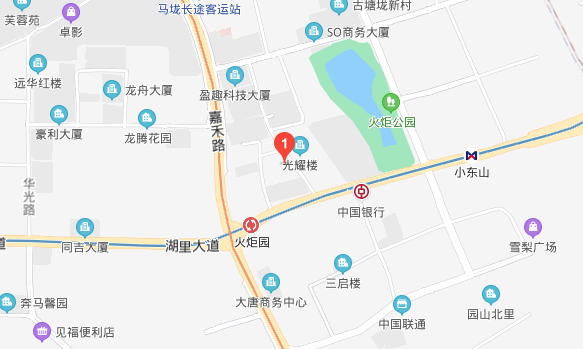 古塘垅新村
马垅长途客运站
芙蓉苑
卓影
SO商务大厦
远华红楼
龙舟大厦
盈趣科技大厦
火炬公园
豪利大厦
龙腾花园
嘉禾路
1
光耀楼
小东山
华光路
中国银行
道
同吉大厦
湖里大道
火炬园
雪梨广场
三启楼
大唐商务中心
奔马馨园
中国联通
园山北里
见福便利店